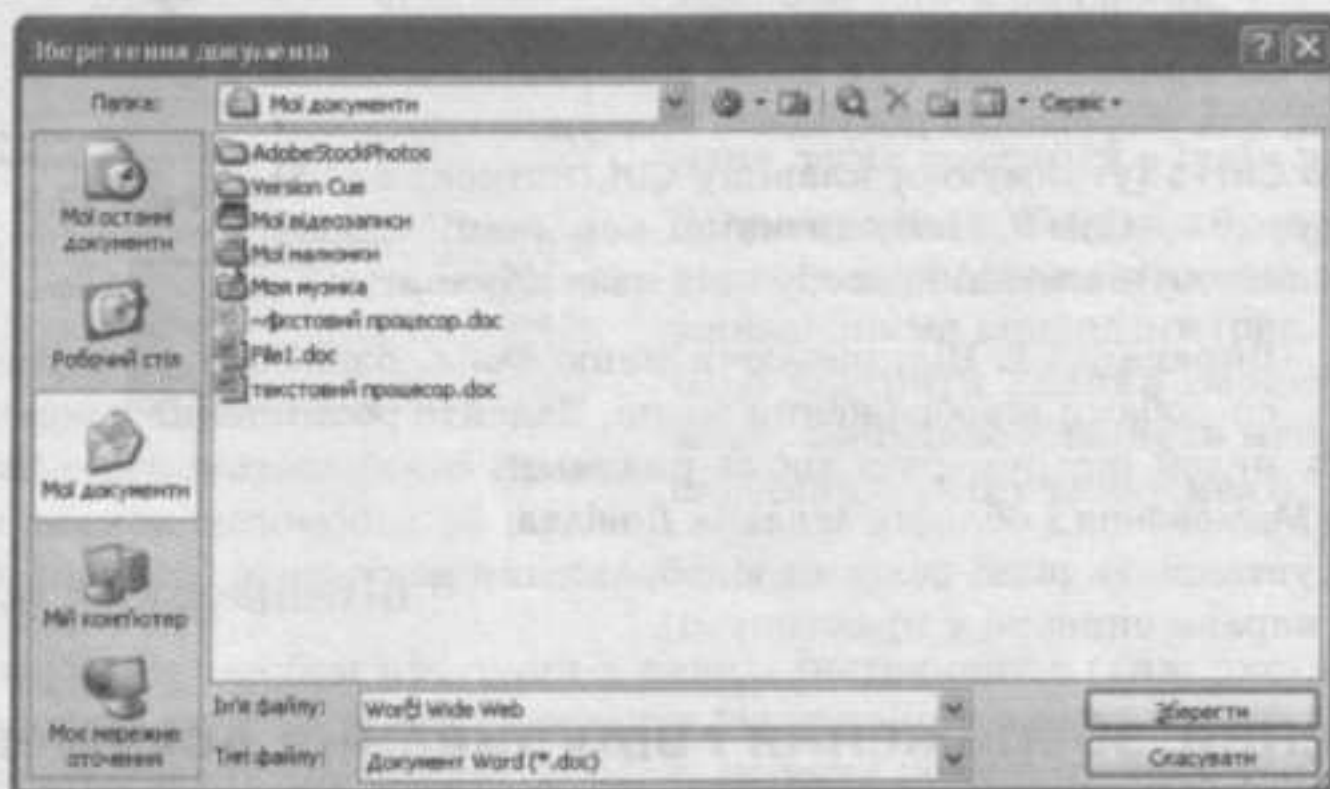 Збереження документа
Папка:
Мої документи
Сервіс
Мої останні документи
Робочий стіл
Мої документи
Мій комп'ютер
Моє мережне оточення
AdobeStockPhotos
Version Cue
Мої відеозаписи
Мої малюнки
Моя музика
~$кстовий процесор.doc
File1.doc
текстовий процесор.doc
Ім'я файлу:
Word Wide Web
Зберегти
Тип файлу:
Документ Word (*.doc)
Скасувати